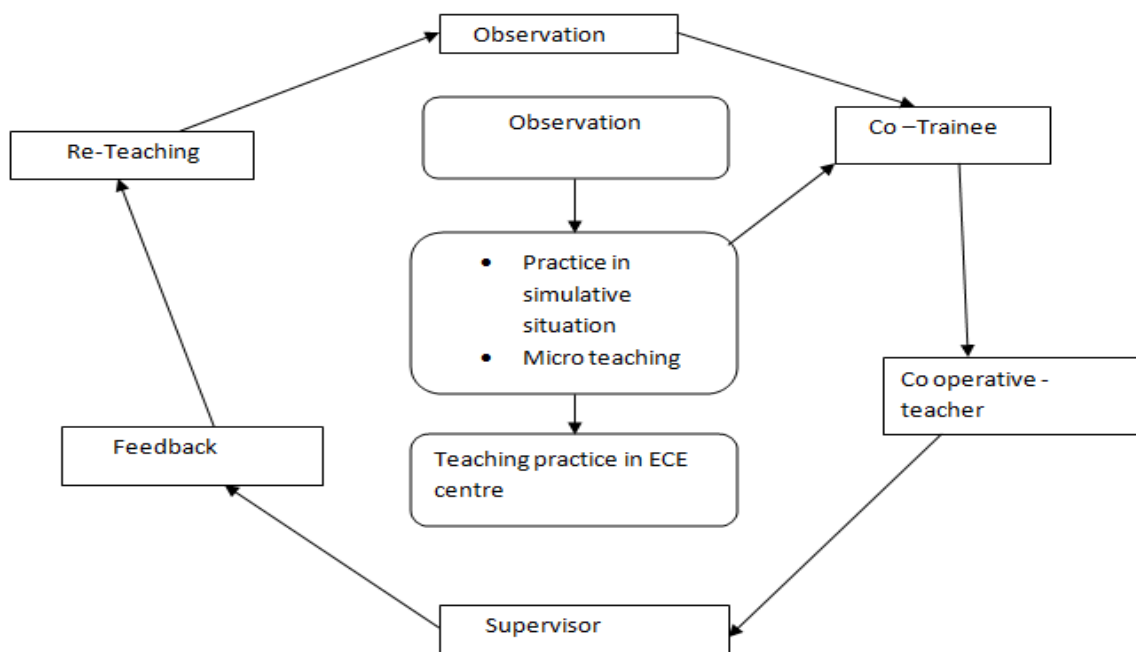 Observation
Observation
Co –Trainee
Re-Teaching
• Practice in
simulative
situation
• Micro teaching
Co operative -
teacher
Feedback
Teaching practice in ECE
centre
Supervisor